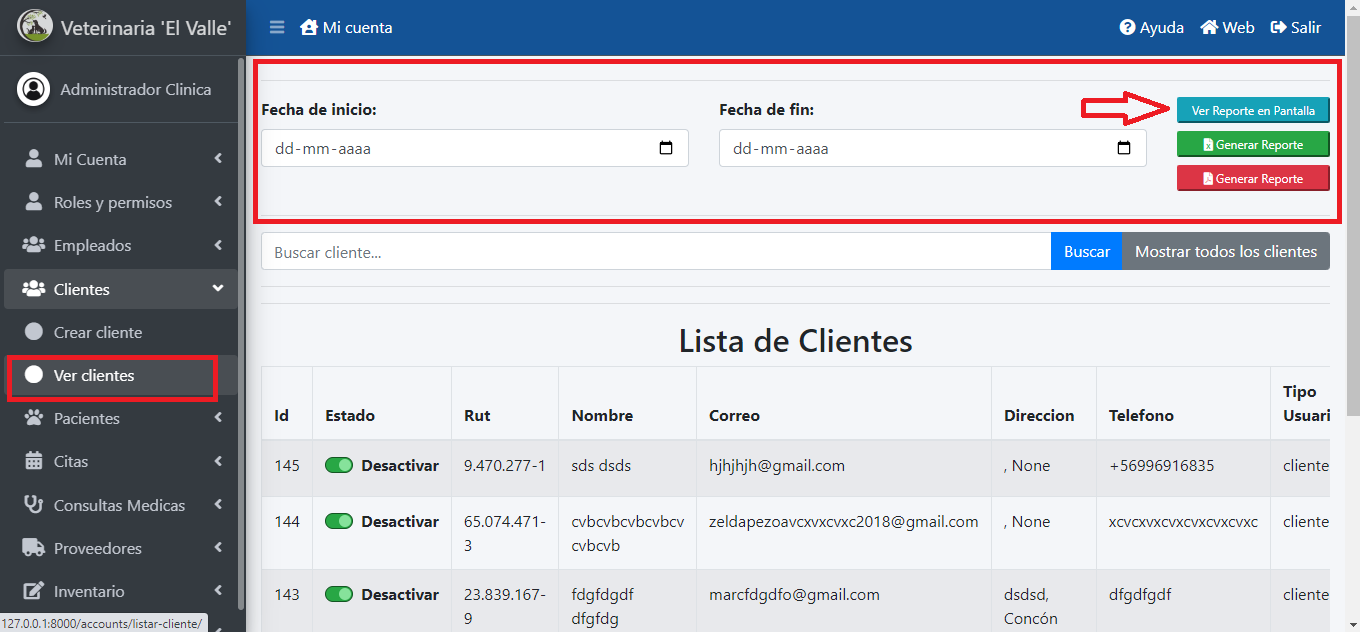 Veterinaria 'El Valle'
Mi cuenta
Ayuda
Web
Salir
Administrador Clinica
Mi Cuenta
Roles y permisos
Empleados
Clientes
Crear cliente
Ver clientes
Pacientes
Citas
Consultas Medicas
Proveedores
Inventario
127.0.0.1:8000/accounts/listar-cliente/
Fecha de inicio:
dd-mm-aaaa
Fecha de fin:
dd-mm-aaaa
Ver Reporte en Pantalla
Generar Reporte
Generar Reporte
Buscar cliente...
Buscar
Mostrar todos los clientes
Lista de Clientes
Id Estado Rut Nombre Correo Direccion Telefono Tipo
Usuari
145 Desactivar 9.470.277-1 sds dsds hjhjhjh@gmail.com , None +56996916835 cliente
144 Desactivar 65.074.471- cvbcvbcvbcvbcv zeldapezoavcxvxcvxc2018@gmail.com , None xcvcxvxcvxcvxcvxcvxc cliente
3 cvbcvb
143 Desactivar 23.839.167- fdgfdgdf marcfdgdfo@gmail.com dsdsd, dfgdfgdf cliente
9 dfgfdg Concón